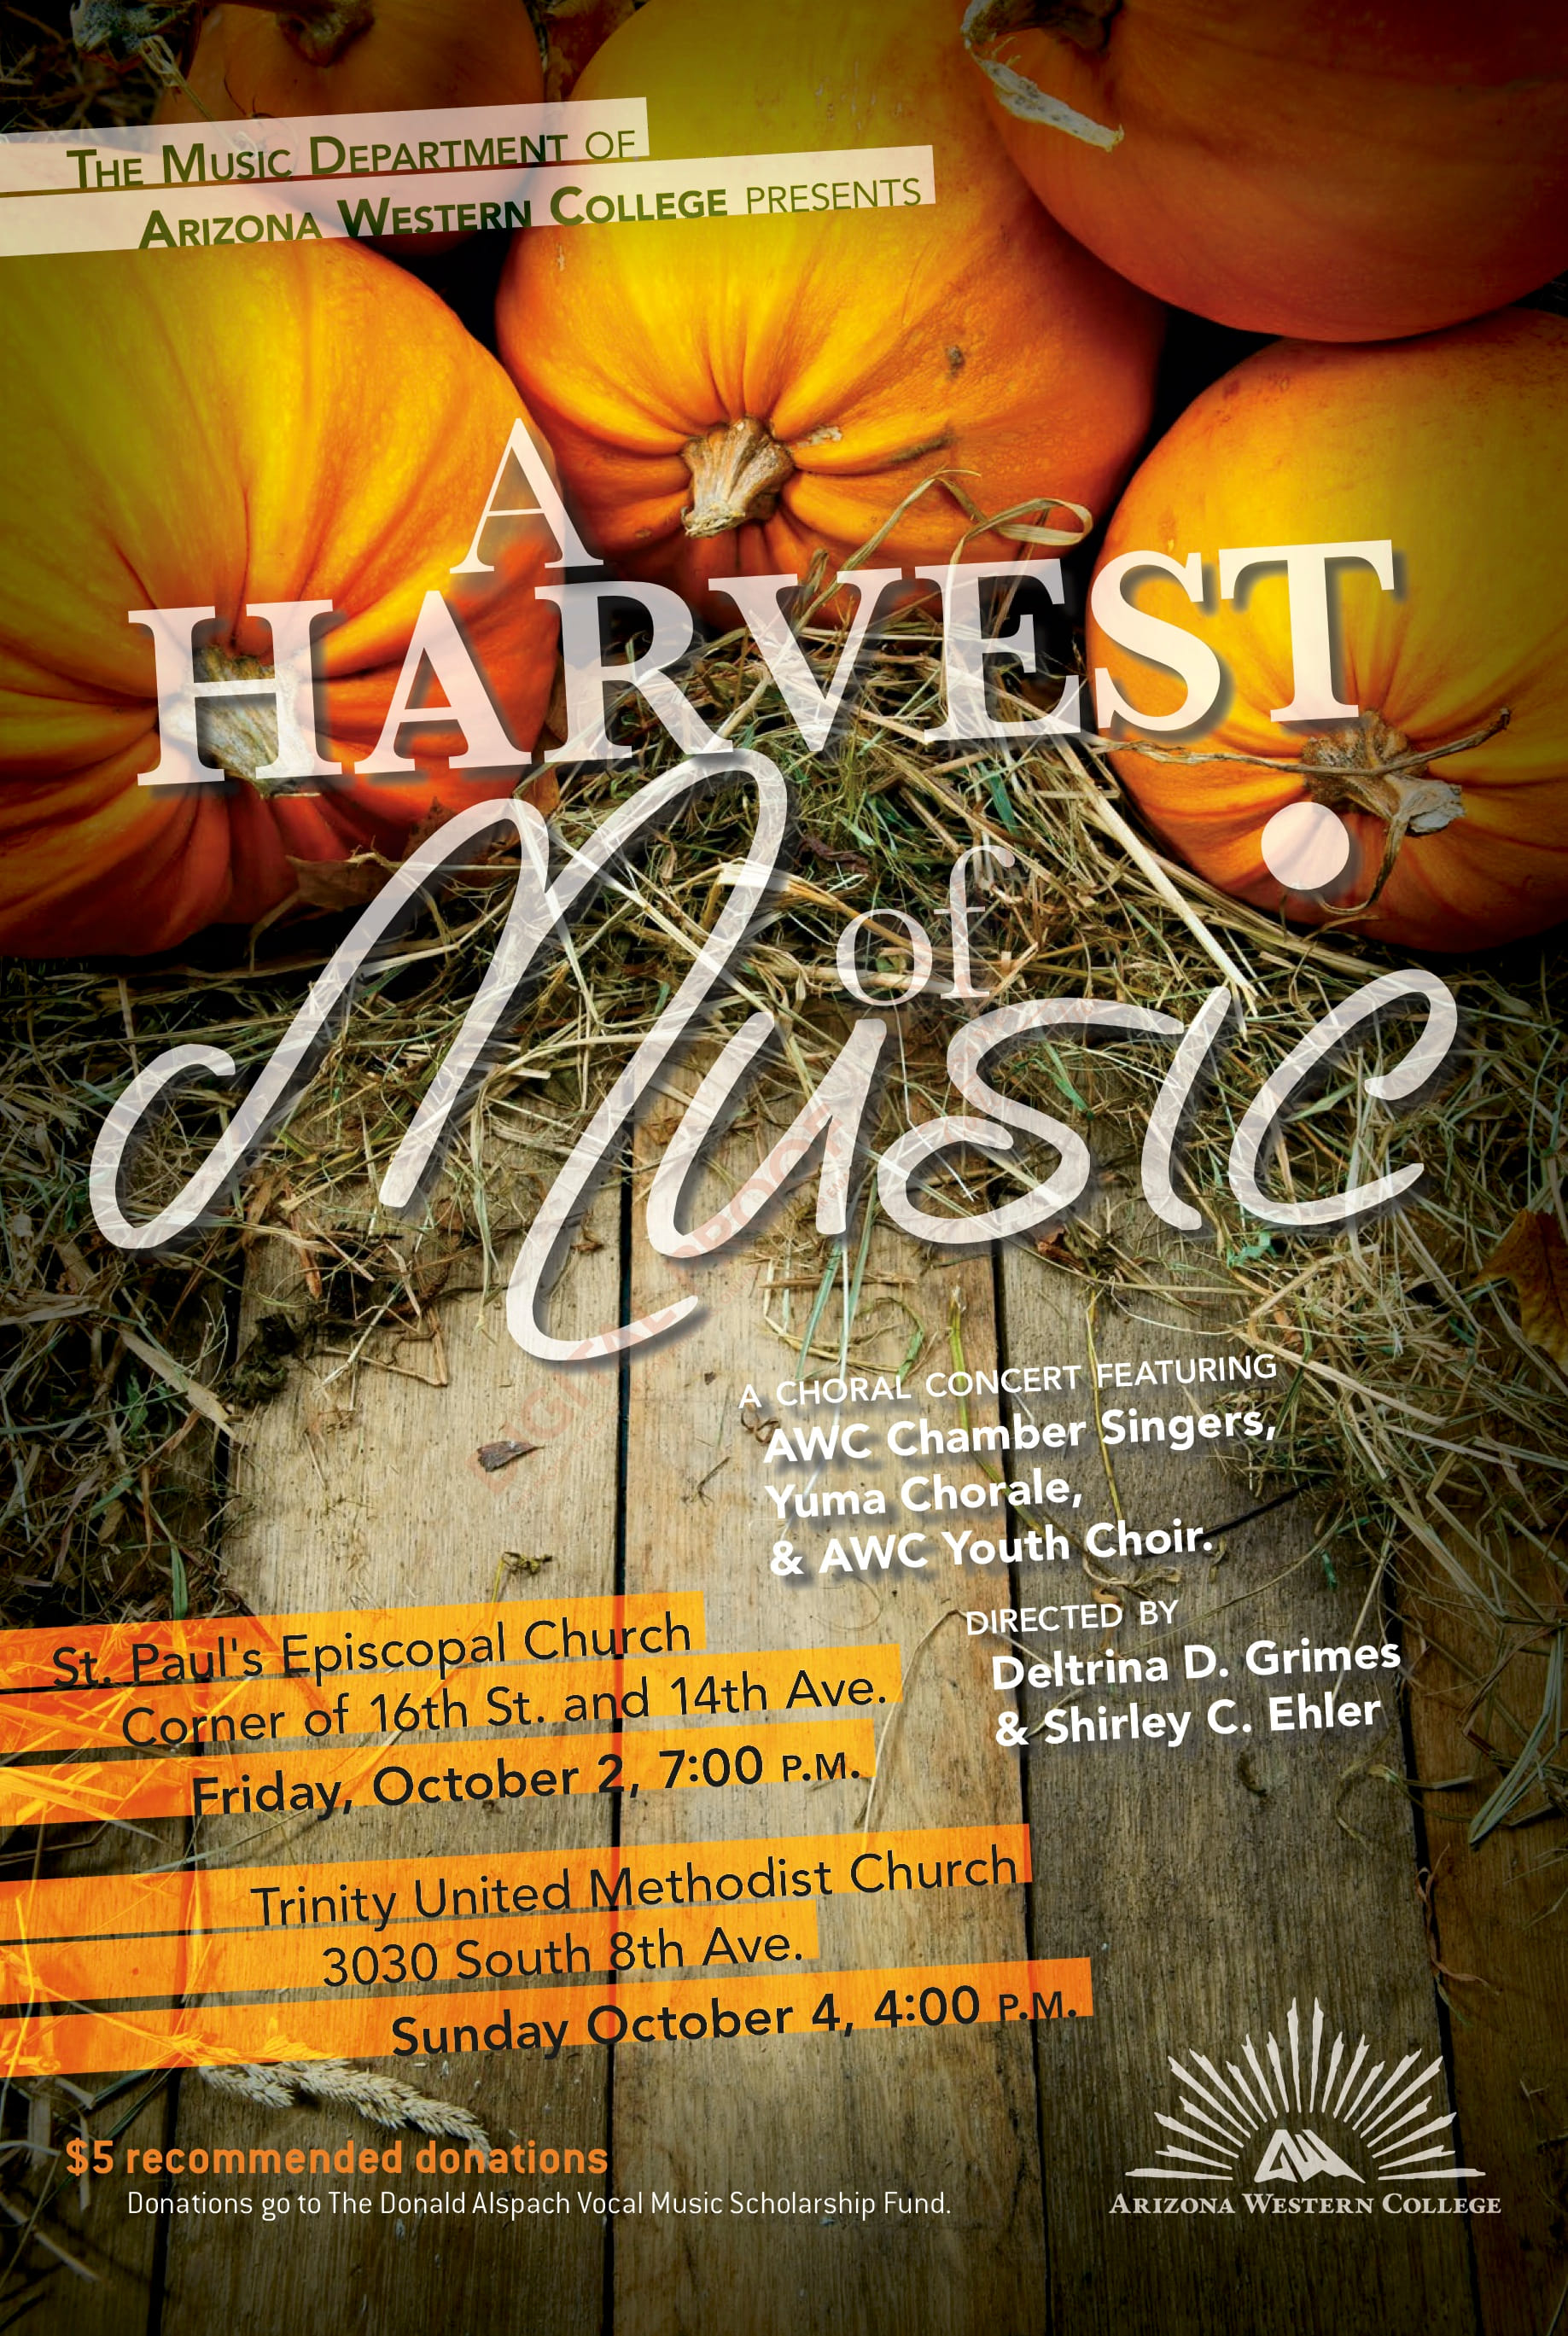 The Music Department of
Arizona Western College presents
A
HARVEST
of
Music
A CHORAL CONCERT FEATURING
AWC Chamber Singers,
Yuma Chorale,
& AWC Youth Choir.
DIRECTED BY
Deltrina D. Grimes
& Shirley C. Ehler
St. Paul's Episcopal Church
Corner of 16th St. and 14th Ave.
Friday, October 2, 7:00 P.M.
Trinity United Methodist Church
3030 South 8th Ave.
Sunday October 4, 4:00 P.M.
$5 recommended donations
Donations go to The Donald Alspach Vocal Music Scholarship Fund.
AW
Arizona Western College
DIGITAL PROOF